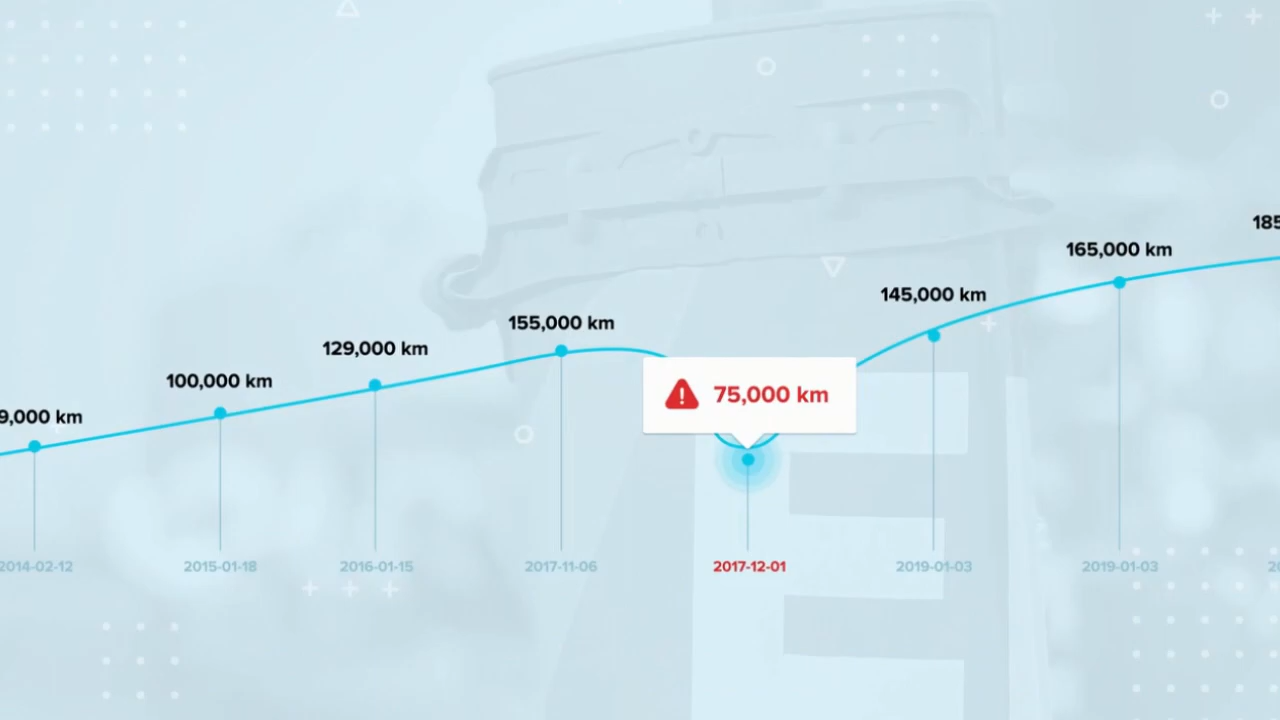 185
165,000 km
145,000 km
155,000 km
129,000 km
100,000 km
75,000 km
9,000 km
2014-02-12
2015-01-18
2016-01-15
2017-11-06
2017-12-01
2019-01-03
2019-01-03
20